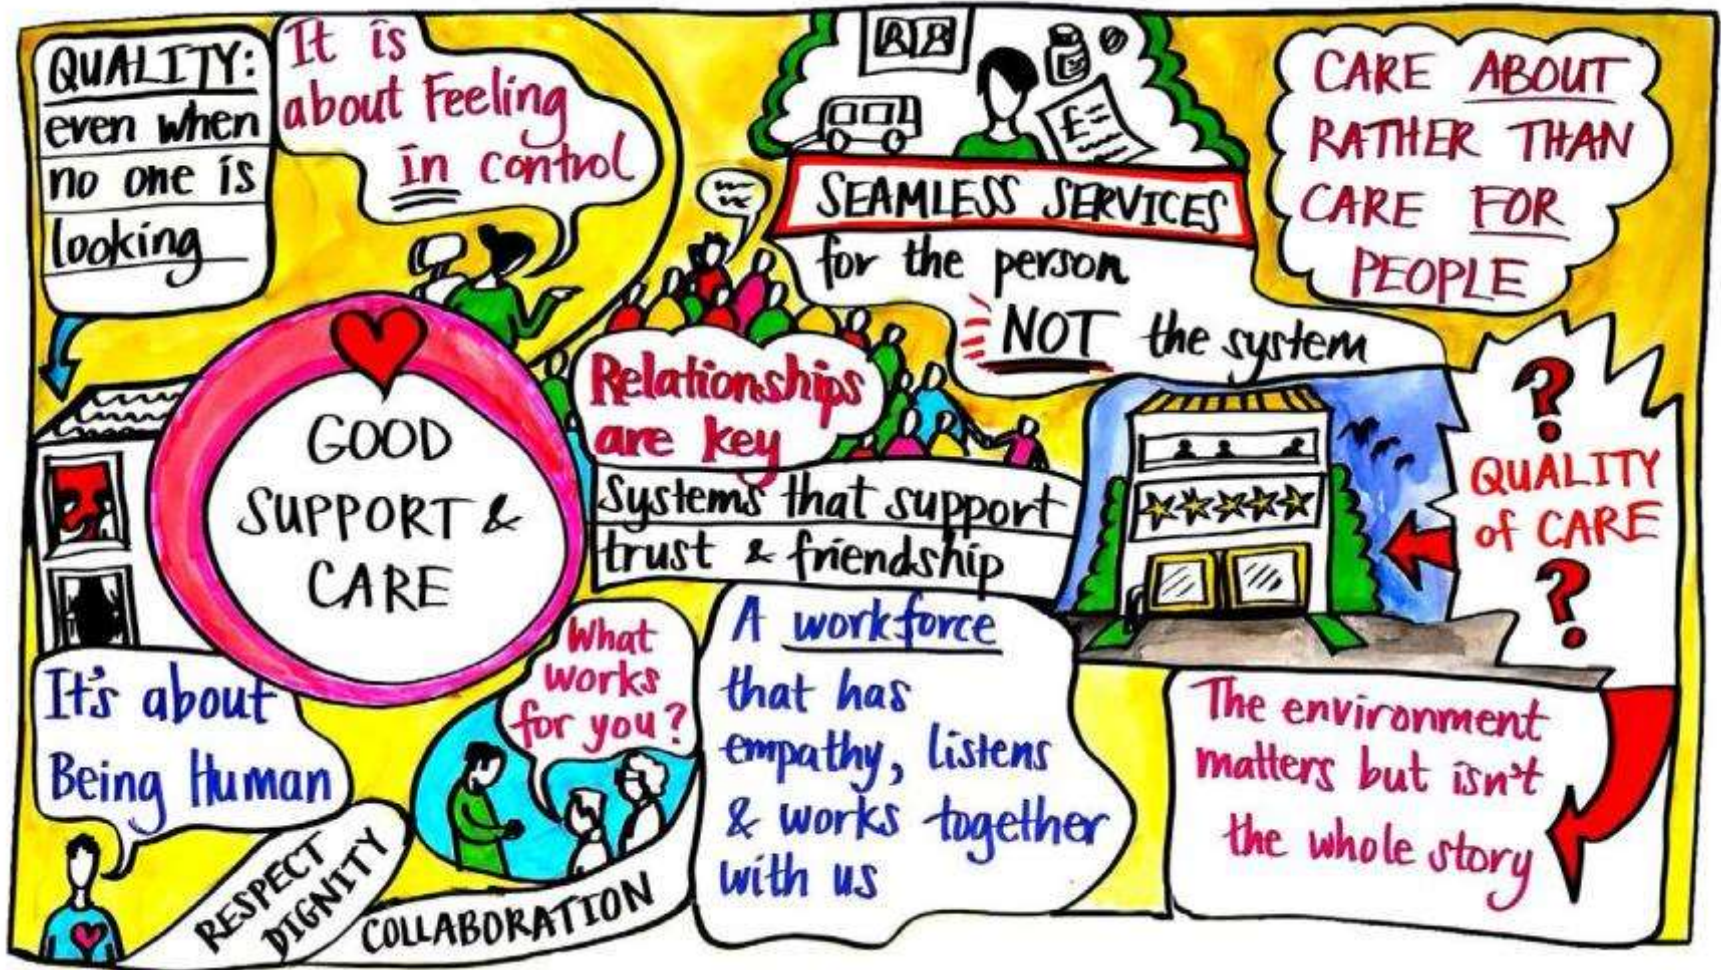 QUALITY:
even when
no one is
looking
It is
about Feeling
in control
£
SEAMLESS SERVICES
for the person
NOT the system
CARE ABOUT
RATHER THAN
CARE FOR
PEOPLE
GOOD
SUPPORT &
CARE
Relationships
are key
Systems that support
trust & friendship
?
QUALITY
of CARE
?
It's about
Being Human
RESPECT
DIGNITY
What
works
for you?
COLLABORATION
A workforce
that has
empathy, listens
& works together
with us
The environment
matters but isn't
the whole story